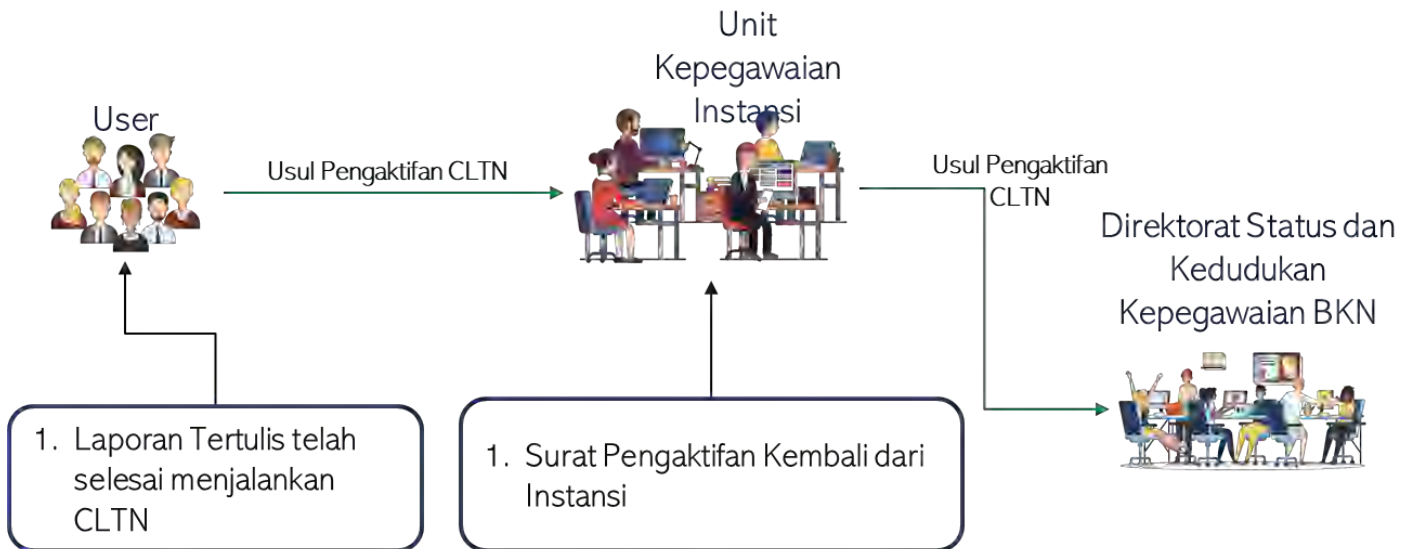 User
Usul Pengaktifan CLTN
Unit
Kepegawaian
Instansi
Usul Pengaktifan
CLTN
Direktorat Status dan
Kedudukan
Kepegawaian BKN
1. Laporan Tertulis telah
selesai menjalankan
CLTN
1. Surat Pengaktifan Kembali dari
Instansi